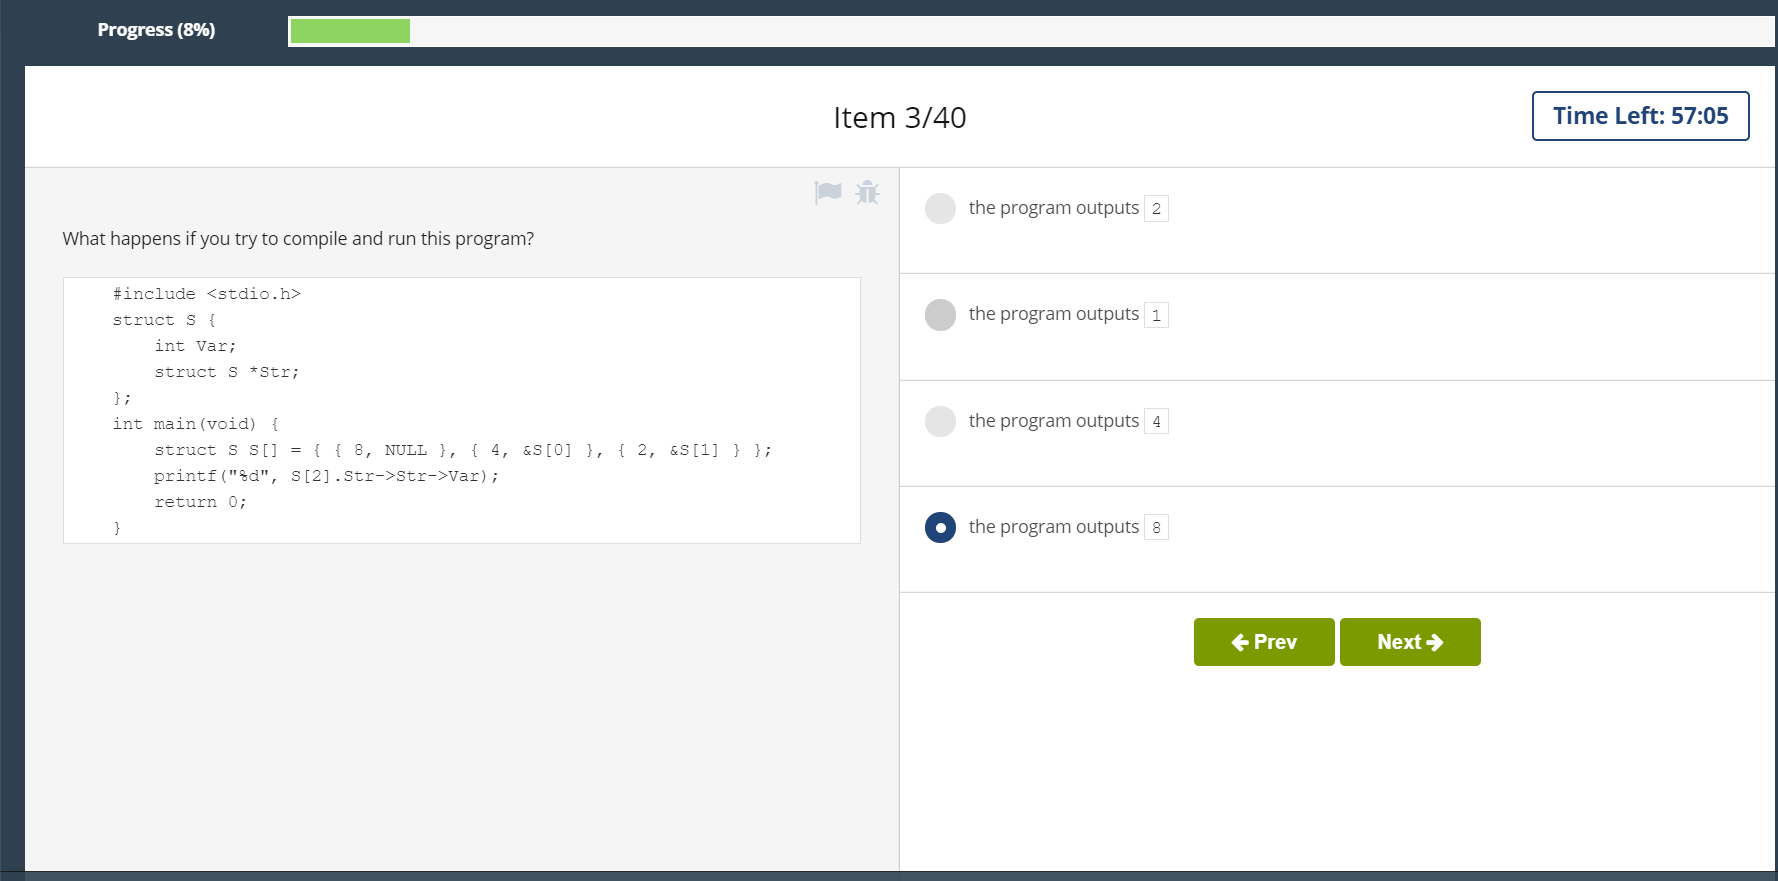 Progress (8%)
Item 3/40
Time Left: 57:05
What happens if you try to compile and run this program?
#include <stdio.h>
struct S {
    int Var;
    struct S *Str;
};
int main(void) {
    struct S S[] = { { 8, NULL }, { 4, &S[0] }, { 2, &S[1] } };
    printf("%d", S[2].Str->Str->Var);
    return 0;
}
the program outputs 2
the program outputs 1
the program outputs 4
the program outputs 8
Prev
Next